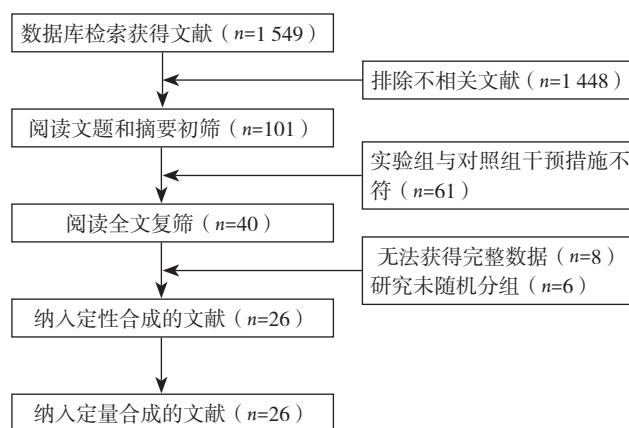 数据库检索获得文献（n=1 549）
排除不相关文献（n=1 448）
阅读文题和摘要初筛（n=101）
实验组与对照组干预措施不
符（n=61）
阅读全文复筛（n=40）
无法获得完整数据（n=8）
研究未随机分组（n=6）
纳入定性合成的文献（n=26）
纳入定量合成的文献（n=26）